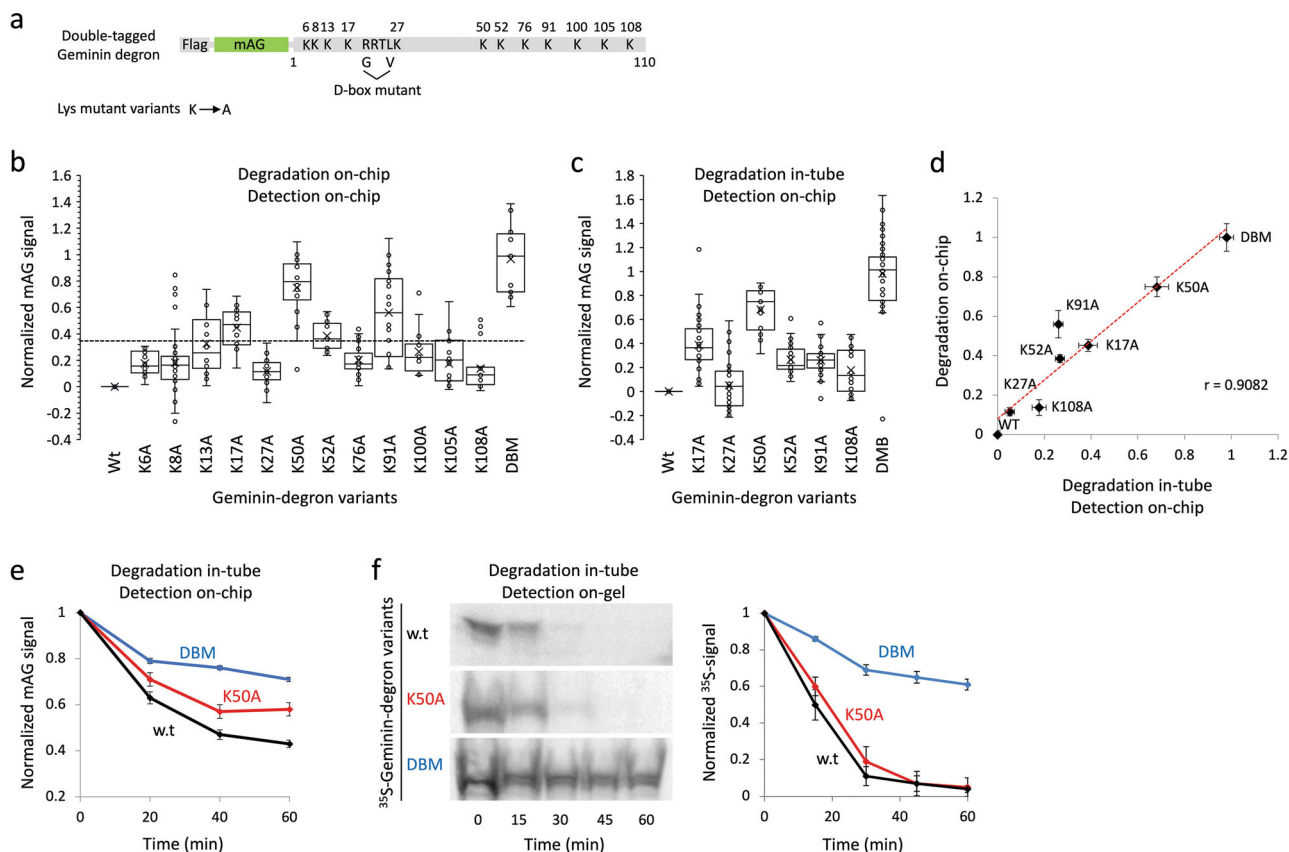 a
Double-tagged
Geminin degron
Flag mAG
6 8 13 17 27 50 52 76 91 100 105 108
KK K K RRTLK K K K K K K K
1 G V 110
D-box mutant
Lys mutant variants K→A
b
Degradation on-chip
Detection on-chip
Normalized mAG signal
1.6
1.4
1.2
1
0.8
0.6
0.4
0.2
0
-0.2
-0.4
Wt K6A K8A K13A K17A K27A K50A K52A K76A K91A K100A K105A K108A DBM
Geminin-degron variants
c
Degradation in-tube
Detection on-chip
Normalized mAG signal
1.8
1.6
1.4
1.2
1
0.8
0.6
0.4
0.2
0
-0.2
-0.4
Wt K17A K27A K50A K52A K91A K108A DMB
Geminin-degron variants
d
Degradation on-chip
1.2
1
0.8
0.6
0.4
0.2
0
DBM
K50A
K91A
K52A
K17A
K27A
K108A
WT
r = 0.9082
0 0.2 0.4 0.6 0.8 1 1.2
Degradation in-tube
Detection on-chip
e
Degradation in-tube
Detection on-chip
Normalized mAG signal
1
0.8
0.6
0.4
0.2
DBM
K50A
w.t
0 20 40 60
Time (min)
f
Degradation in-tube
Detection on-gel
³⁵S-Geminin-degron variants
w.t
K50A
DBM
0 15 30 45 60
Time (min)
Normalized ³⁵S-signal
1
0.8
0.6
0.4
0.2
0
DBM
K50A
w.t
0 20 40 60
Time (min)